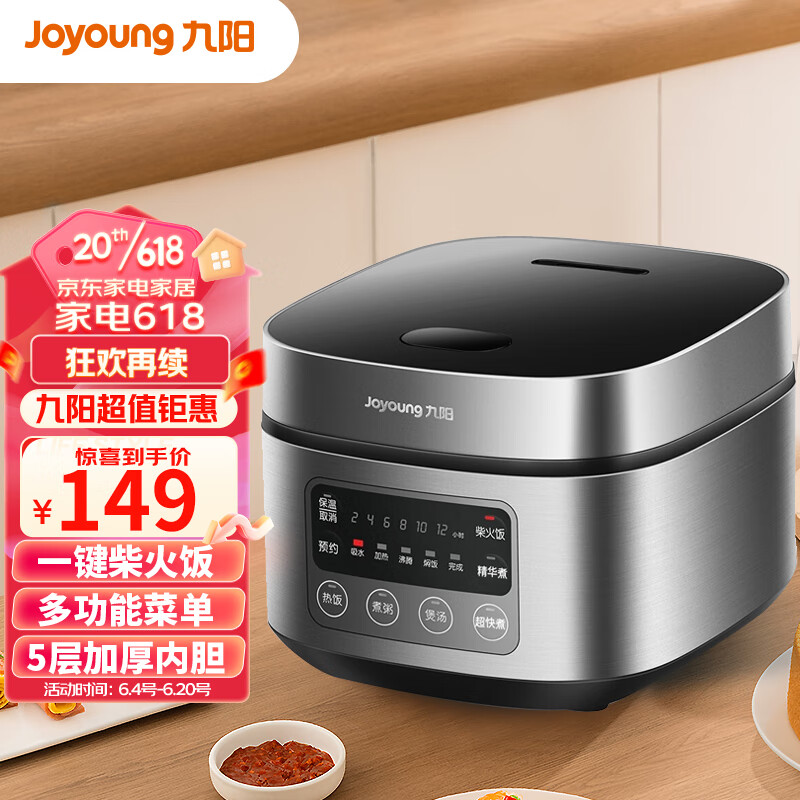 Joyoung 九阳
20th/618
京东家电家居
家电618
狂欢再续
九阳超值钜惠
LIFESTYLE
惊喜到手价
¥149
一键柴火饭
多功能菜单
5层加厚内胆
活动时间：6.4号-6.20号
Joyoung 九阳
保温
取消
2 4 6 8 10 12 小时
柴火饭
预约
吸水 加热 沸腾 焖饭 完成
精华煮
热饭 煮粥 煲汤 超快煮